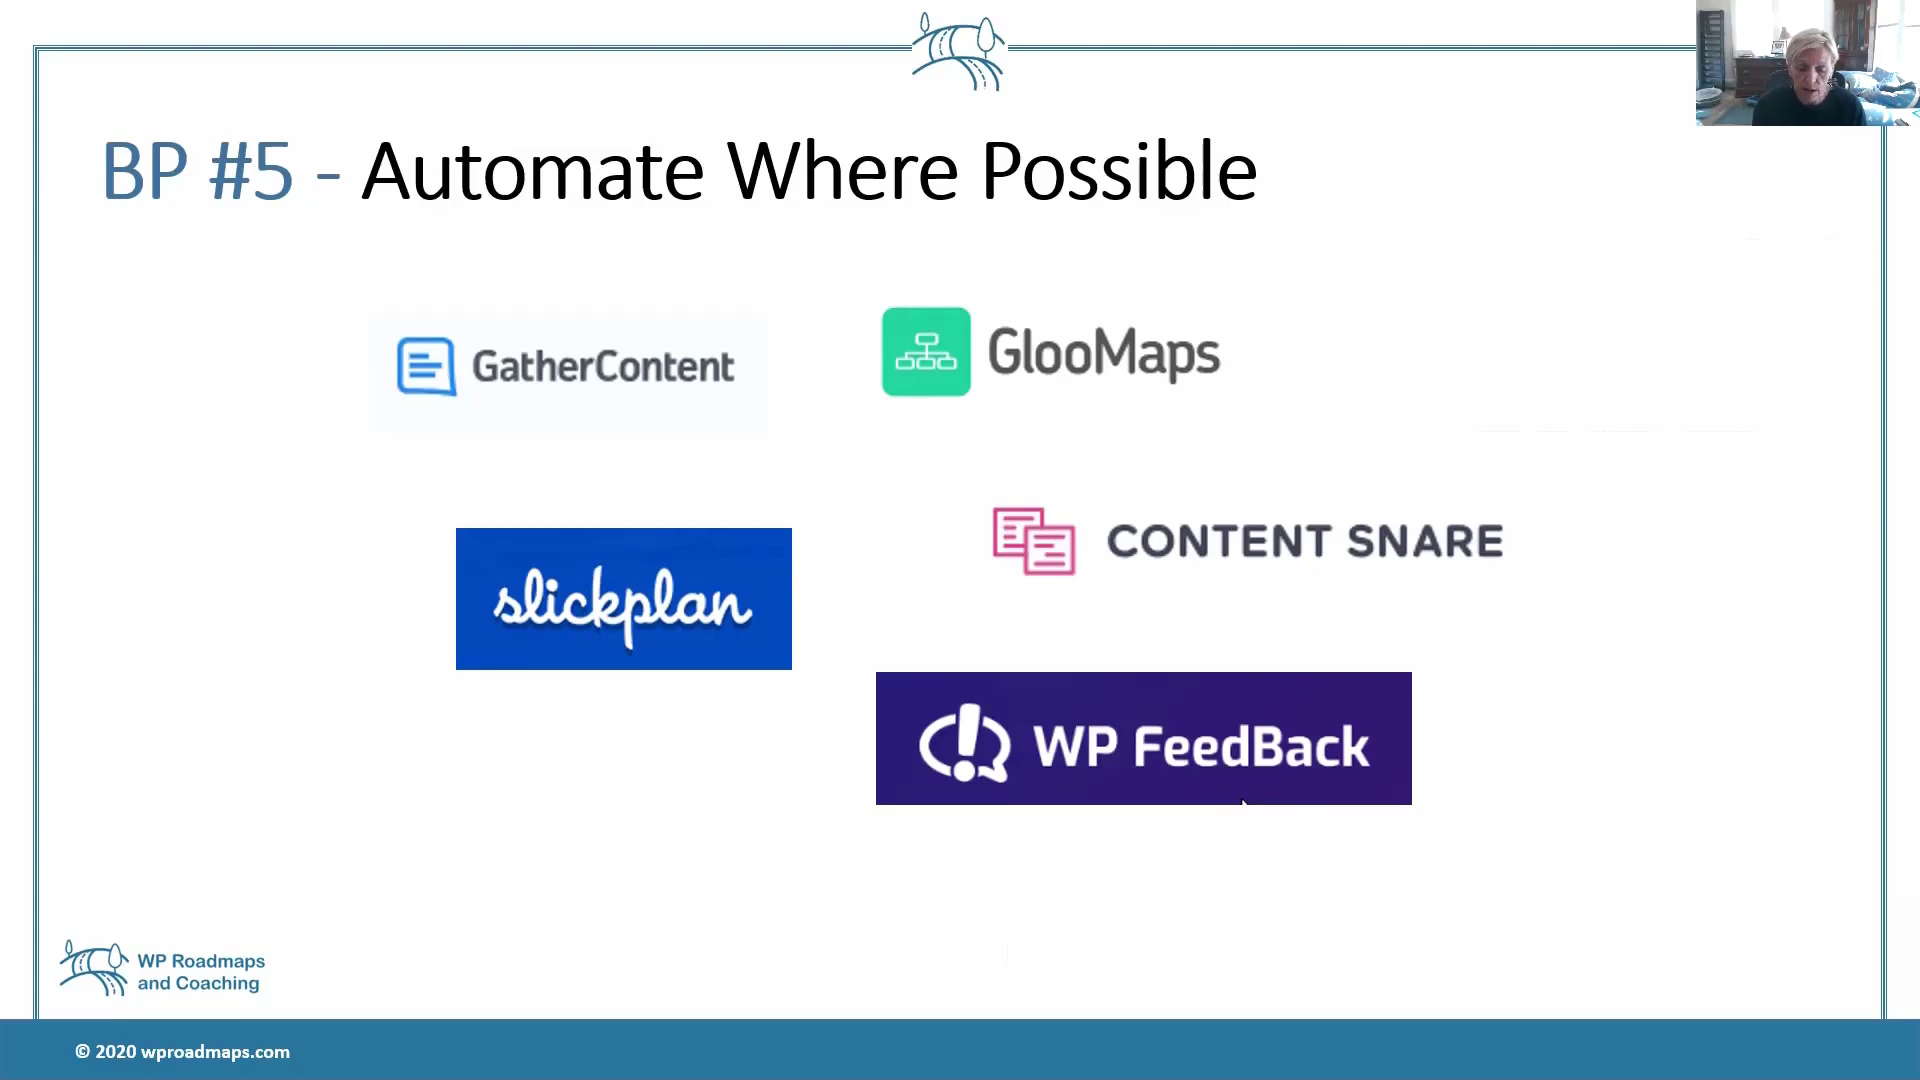 BP #5 - Automate Where Possible
GatherContent
GlooMaps
CONTENT SNARE
slickplan
WP FeedBack
WP Roadmaps
and Coaching
© 2020 wproadmaps.com